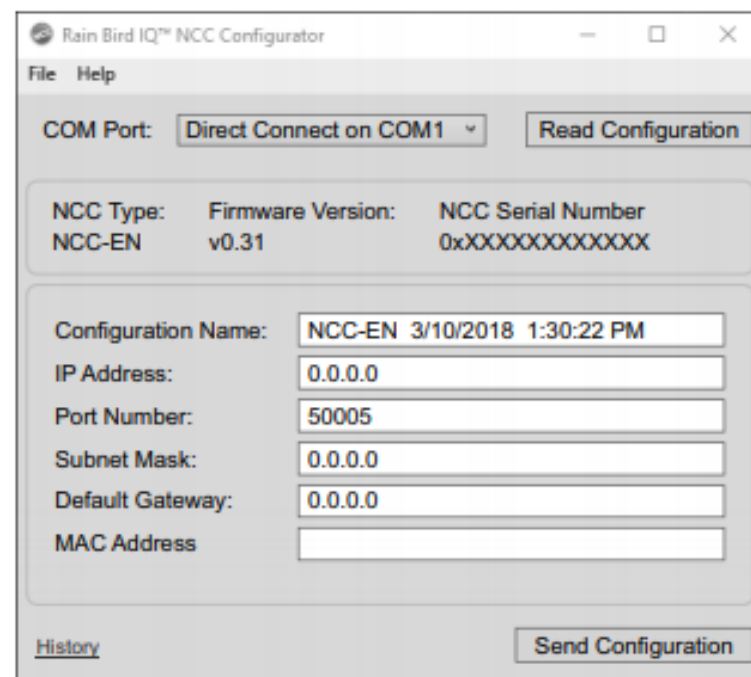 Rain Bird IQ™ NCC Configurator
File Help
COM Port: Direct Connect on COM1 Read Configuration
NCC Type: Firmware Version: NCC Serial Number
NCC-EN v0.31 0xXXXXXXXXXXXX
Configuration Name: NCC-EN 3/10/2018 1:30:22 PM
IP Address: 0.0.0.0
Port Number: 50005
Subnet Mask: 0.0.0.0
Default Gateway: 0.0.0.0
MAC Address
History Send Configuration